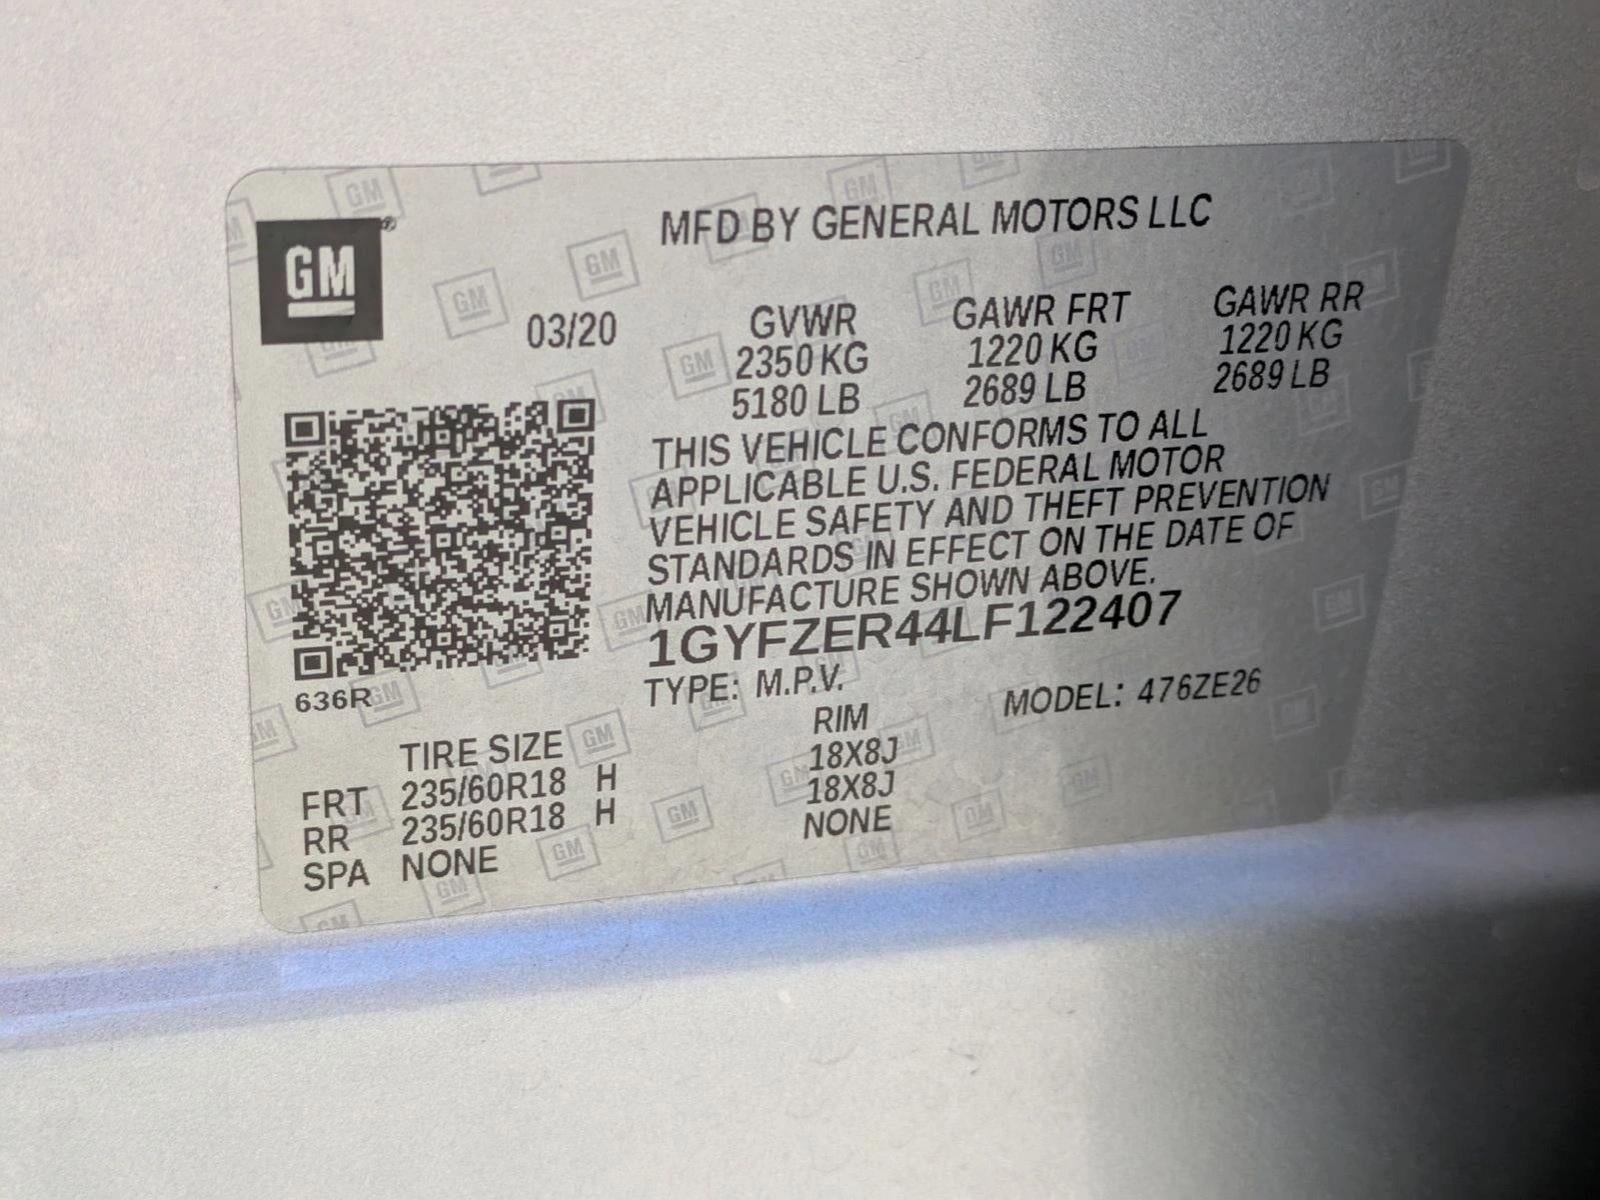 GM
MFD BY GENERAL MOTORS LLC
03/20 GVWR GAWR FRT GAWR RR
2350 KG 1220 KG 1220 KG
5180 LB 2689 LB 2689 LB
THIS VEHICLE CONFORMS TO ALL
APPLICABLE U.S. FEDERAL MOTOR
VEHICLE SAFETY AND THEFT PREVENTION
STANDARDS IN EFFECT ON THE DATE OF
MANUFACTURE SHOWN ABOVE.
1GYFZER44LF122407
636R
TYPE: M.P.V. MODEL: 476ZE26
TIRE SIZE RIM
FRT 235/60R18 H 18X8J
RR 235/60R18 H 18X8J
SPA NONE NONE